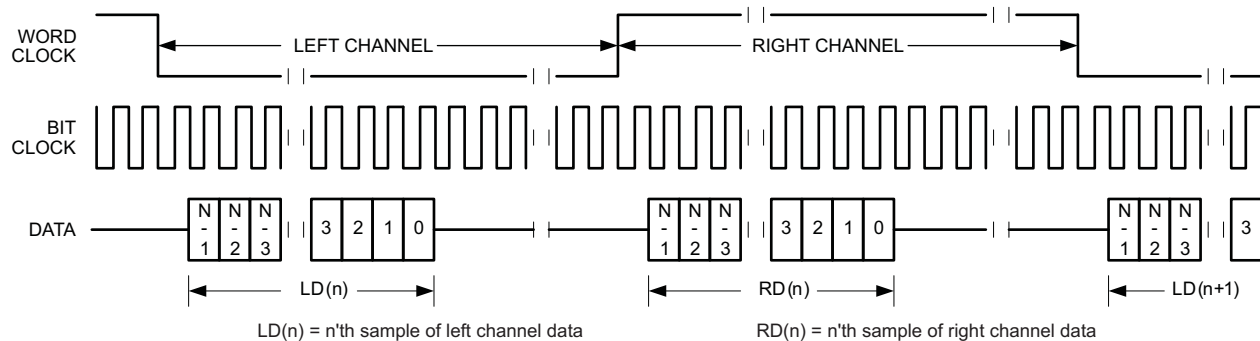 WORD
CLOCK
LEFT CHANNEL
RIGHT CHANNEL
BIT
CLOCK
DATA
N
-
1
N
-
2
N
-
3
3
2
1
0
N
-
1
N
-
2
N
-
3
3
2
1
0
N
-
1
N
-
2
N
-
3
3
LD(n)
RD(n)
LD(n+1)
LD(n) = n'th sample of left channel data
RD(n) = n'th sample of right channel data